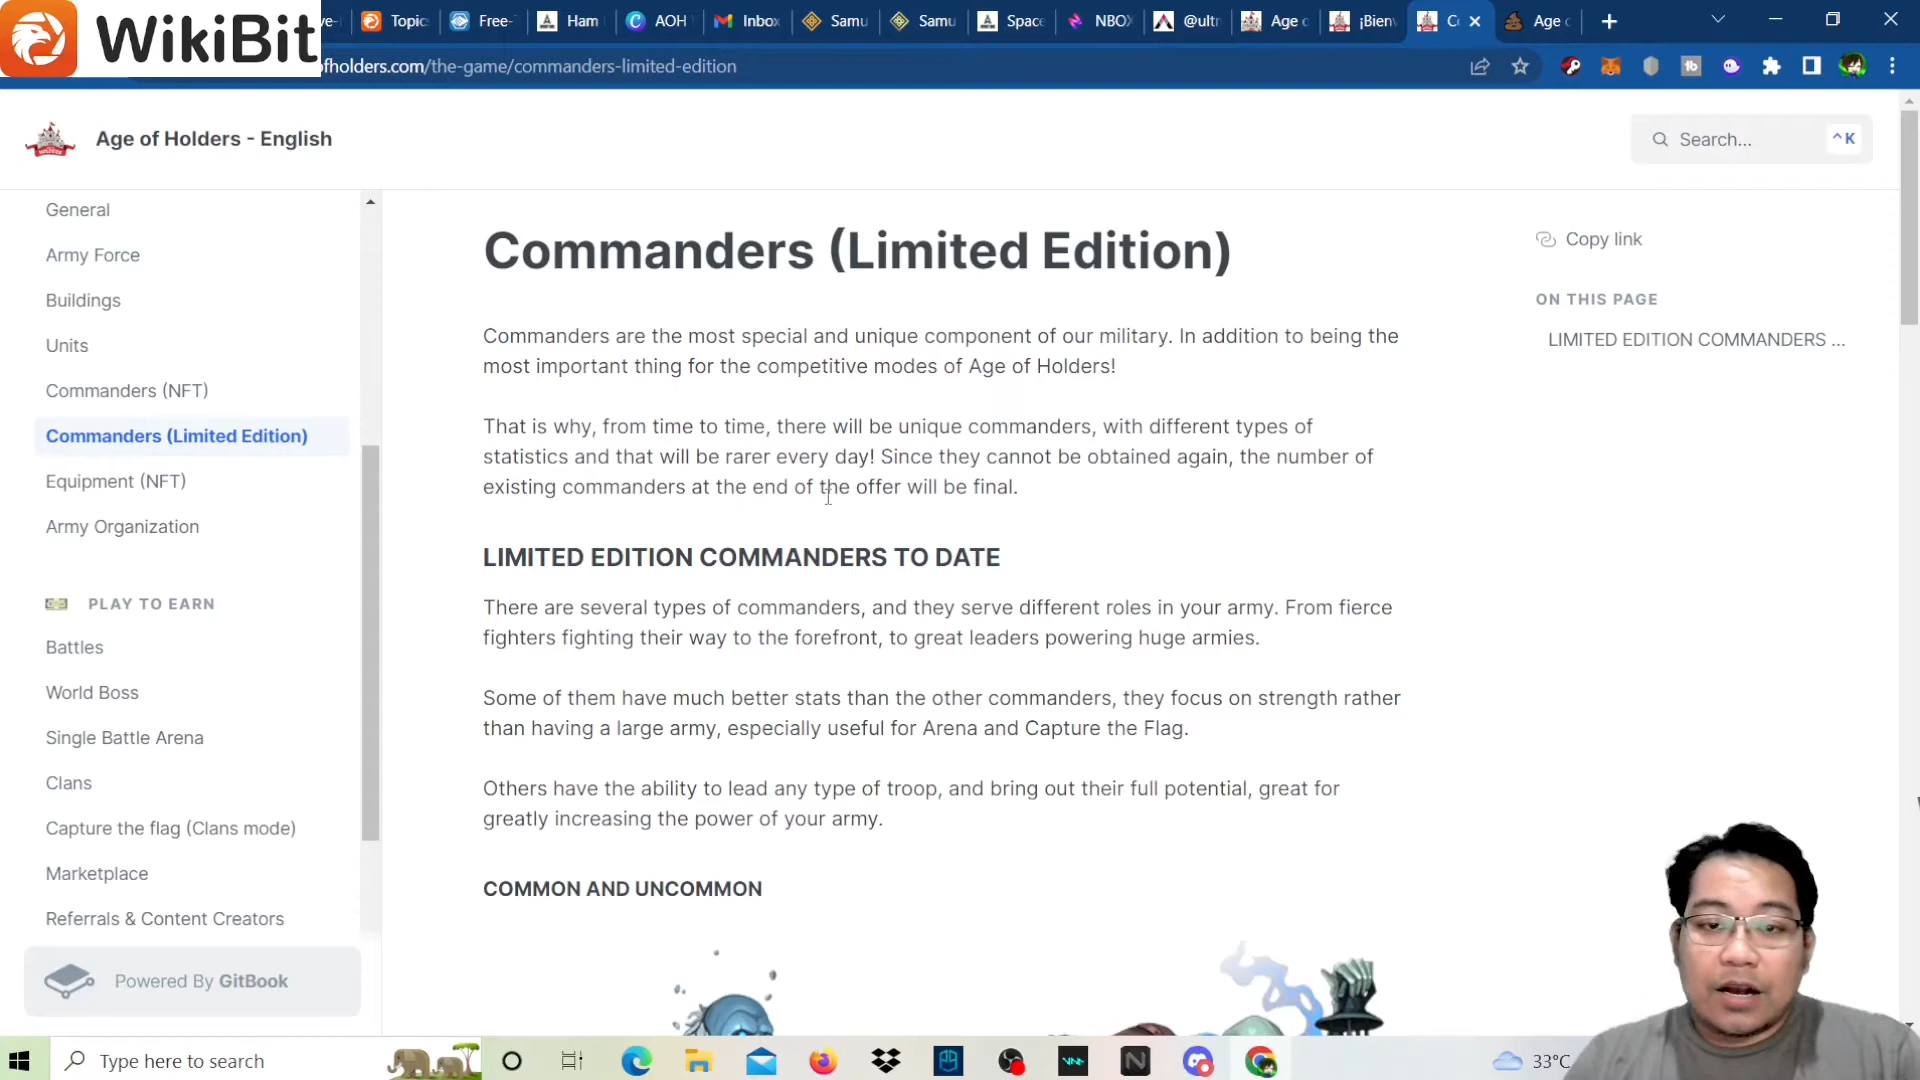 WikiBit
ve-
Topic
Free-
Ham
AOH
Inbox
Samu
Samu
Space
NBOX
@ultr
Age o
¡Bien
Co
Age o
ofholders.com/the-game/commanders-limited-edition
Age of Holders - English
Search...
^K
General
Army Force
Buildings
Units
Commanders (NFT)
Commanders (Limited Edition)
Equipment (NFT)
Army Organization
PLAY TO EARN
Battles
World Boss
Single Battle Arena
Clans
Capture the flag (Clans mode)
Marketplace
Referrals & Content Creators
Powered By GitBook
Commanders (Limited Edition)
Commanders are the most special and unique component of our military. In addition to being the
most important thing for the competitive modes of Age of Holders!
That is why, from time to time, there will be unique commanders, with different types of
statistics and that will be rarer every day! Since they cannot be obtained again, the number of
existing commanders at the end of the offer will be final.
LIMITED EDITION COMMANDERS TO DATE
There are several types of commanders, and they serve different roles in your army. From fierce
fighters fighting their way to the forefront, to great leaders powering huge armies.
Some of them have much better stats than the other commanders, they focus on strength rather
than having a large army, especially useful for Arena and Capture the Flag.
Others have the ability to lead any type of troop, and bring out their full potential, great for
greatly increasing the power of your army.
COMMON AND UNCOMMON
Copy link
ON THIS PAGE
LIMITED EDITION COMMANDERS ...
Type here to search
33°C